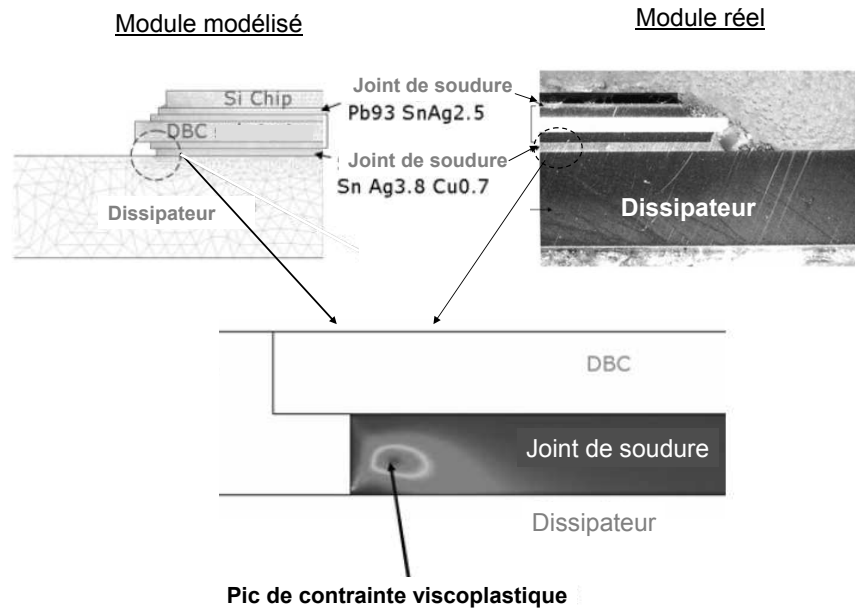 Module modélisé
Module réel
Joint de soudure
Si Chip
Pb93 SnAg2.5
DBC
Joint de soudure
Sn Ag3.8 Cu0.7
Dissipateur
Dissipateur
DBC
Joint de soudure
Dissipateur
Pic de contrainte viscoplastique